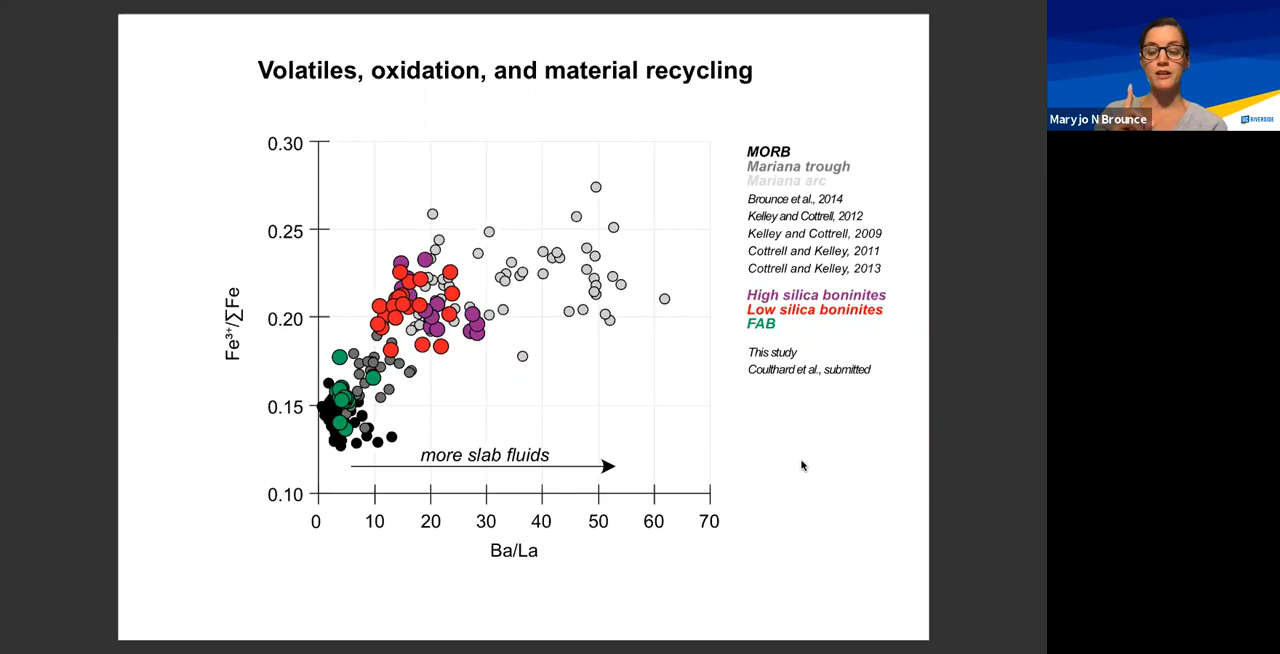 Volatiles, oxidation, and material recycling
Maryjo N Brounce
RIVERSIDE
0.30
0.25
0.20
0.15
0.10
Fe³⁺/∑Fe
more slab fluids
0 10 20 30 40 50 60 70
Ba/La
MORB
Mariana trough
Mariana arc
Brounce et al., 2014
Kelley and Cottrell, 2012
Kelley and Cottrell, 2009
Cottrell and Kelley, 2011
Cottrell and Kelley, 2013
High silica boninites
Low silica boninites
FAB
This study
Coulthard et al., submitted